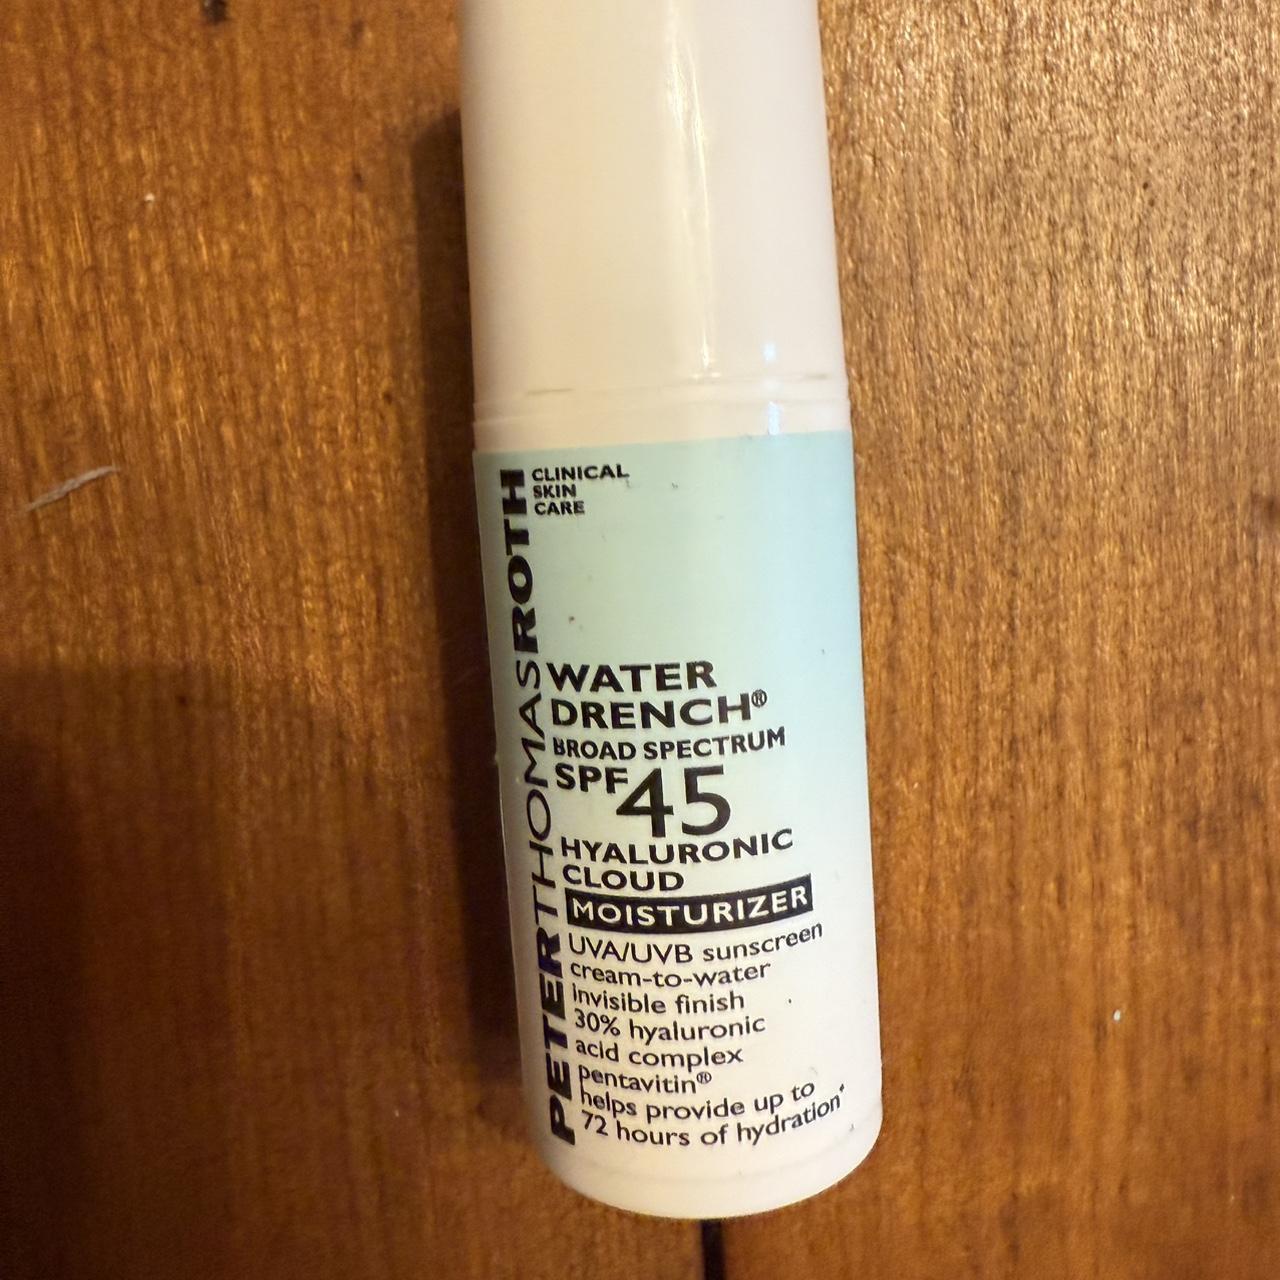 PETERTHOMASROTH
CLINICAL
SKIN
CARE
WATER
DRENCH®
BROAD SPECTRUM
SPF 45
HYALURONIC
CLOUD
MOISTURIZER
UVA/UVB sunscreen
cream-to-water
invisible finish
30% hyaluronic
acid complex
pentavitin®
helps provide up to
72 hours of hydration*